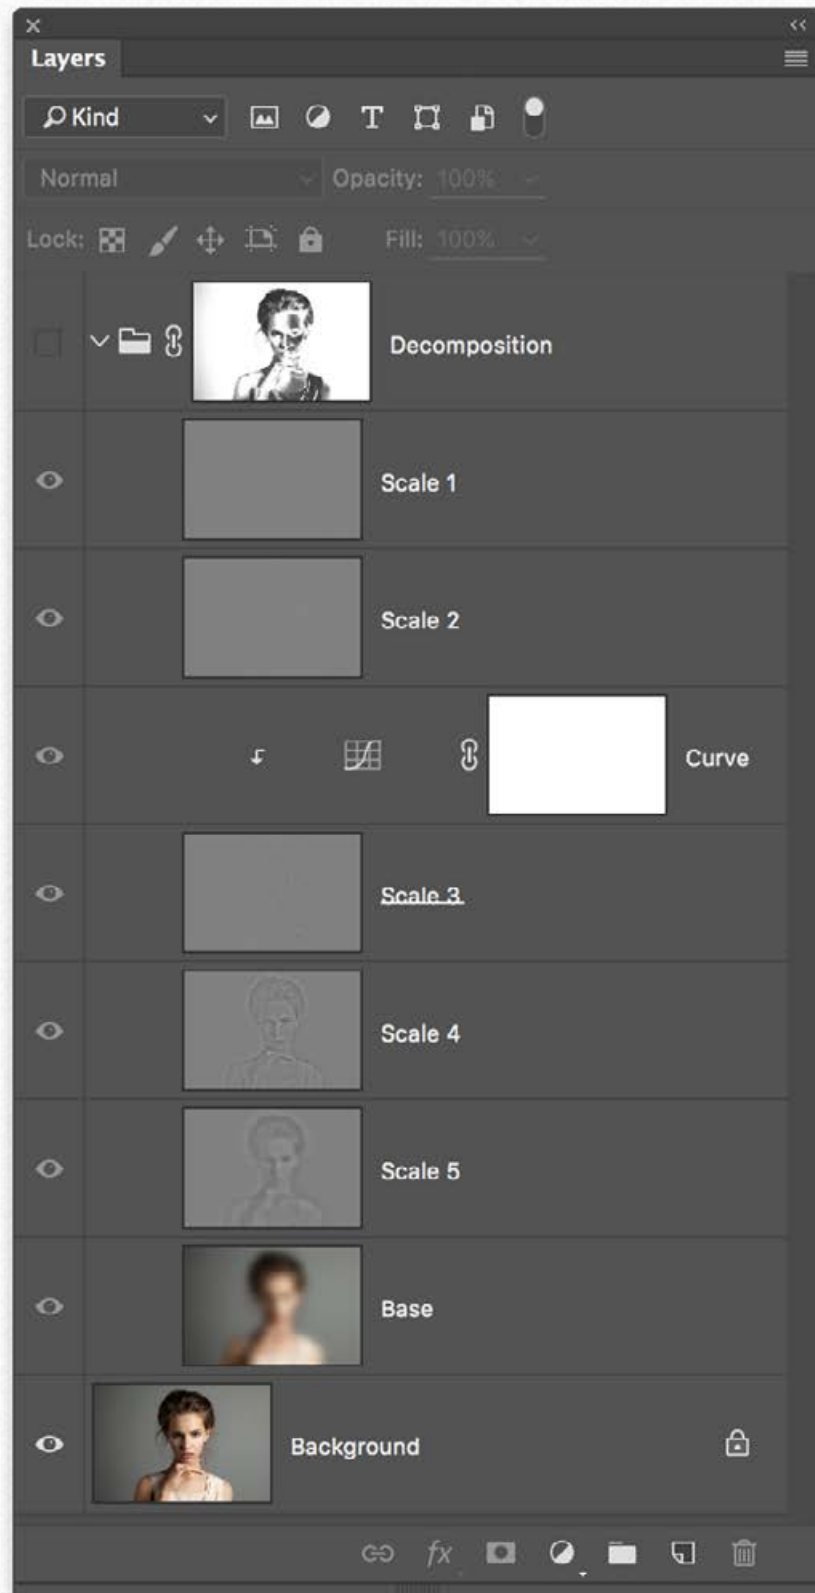 Layers
Kind
T
Normal Opacity: 100%
Lock: Fill: 100%
Decomposition
Scale 1
Scale 2
Curve
Scale 3
Scale 4
Scale 5
Base
Background
fx